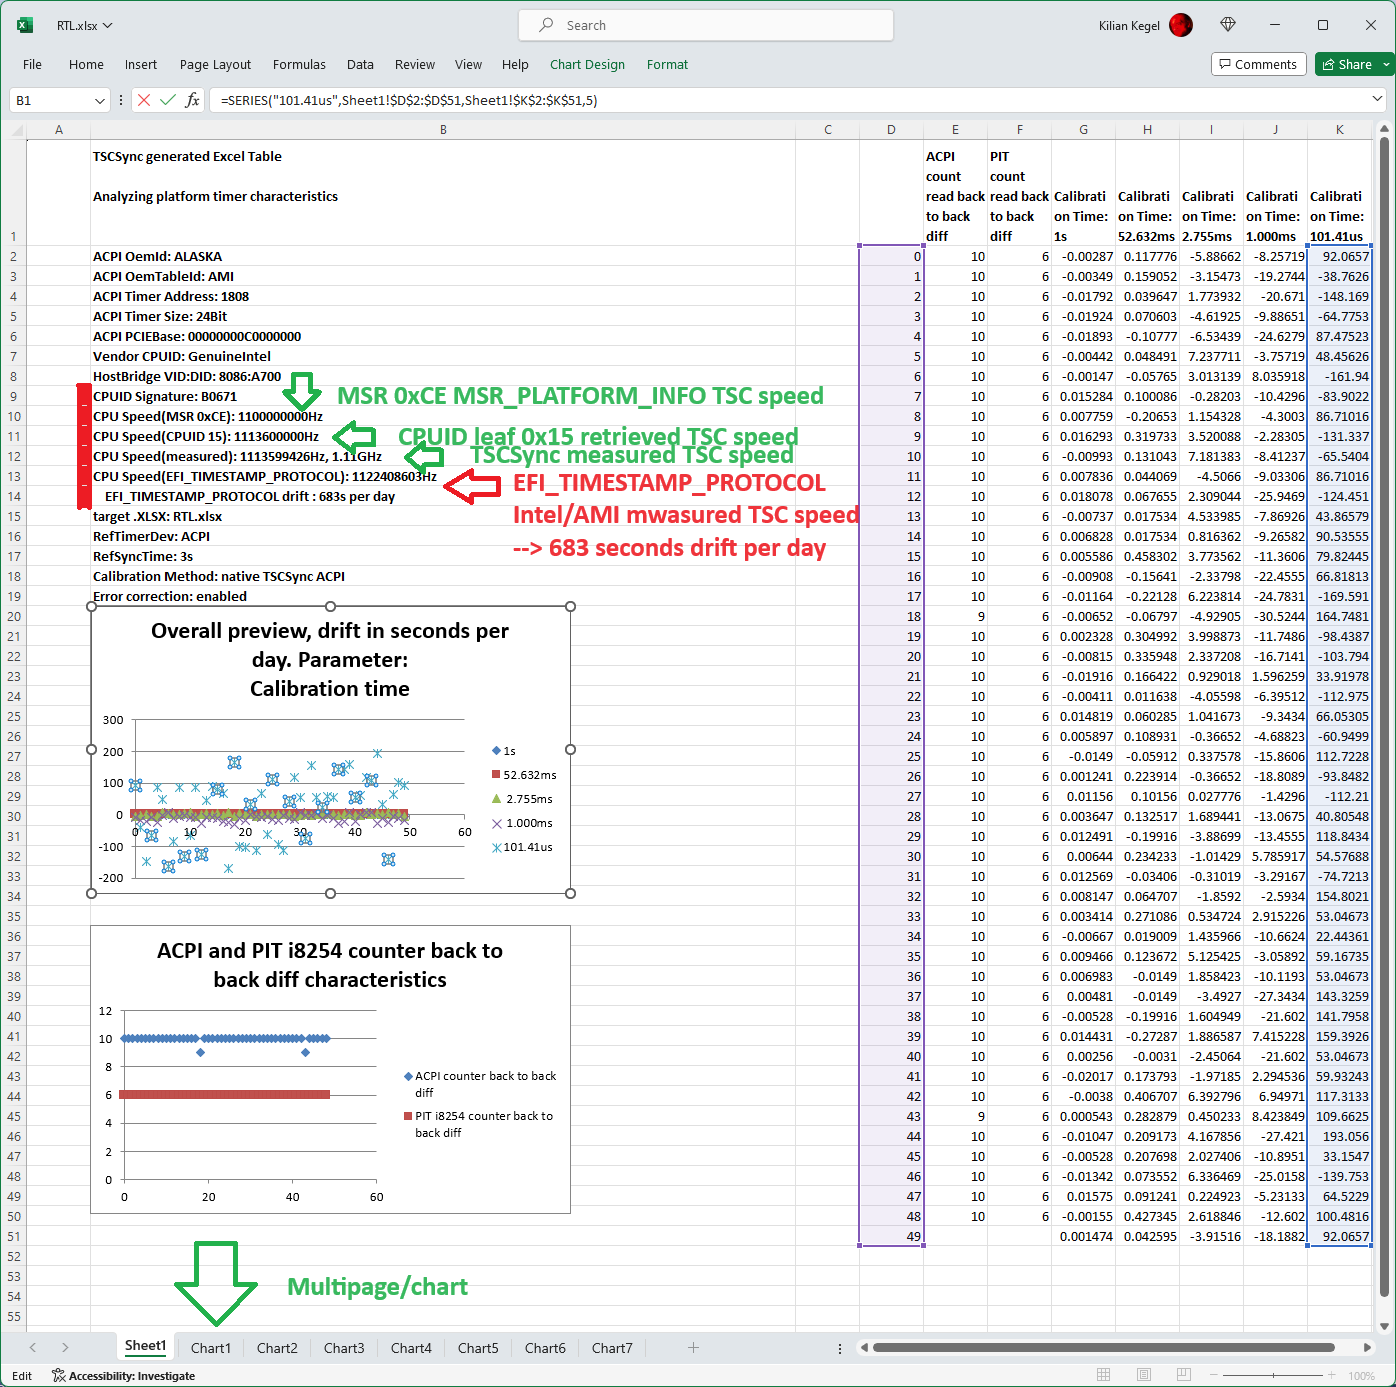 RTL.xlsx
Search
Kilian Kegel
File Home Insert Page Layout Formulas Data Review View Help Chart Design Format
Comments Share
B1 fx =SERIES("101.41us",Sheet1!$D$2:$D$51,Sheet1!$K$2:$K$51,5)
A B C D E F G H I J K
1 TSCSync generated Excel Table
Analyzing platform timer characteristics
ACPI count read back to back diff
PIT count read back to back diff
Calibrati on Time: 1s
Calibrati on Time: 52.632ms
Calibrati on Time: 2.755ms
Calibrati on Time: 1.000ms
Calibrati on Time: 101.41us
2 ACPI OemId: ALASKA 0 10 6 -0.00287 0.117776 -5.88662 -8.25719 92.0657
3 ACPI OemTableId: AMI 1 10 6 -0.00349 0.159052 -3.15473 -19.2744 -38.7626
4 ACPI Timer Address: 1808 2 10 6 -0.01792 0.039647 1.773932 -20.671 -148.169
5 ACPI Timer Size: 24Bit 3 10 6 -0.01924 0.070603 -4.61925 -9.88651 -64.7753
6 ACPI PCIEBase: 00000000C0000000 4 10 6 -0.01893 -0.10777 -6.53439 -24.6279 87.47523
7 Vendor CPUID: GenuineIntel 5 10 6 -0.00442 0.048491 7.237711 -3.75719 48.45626
8 HostBridge VID:DID: 8086:A700 6 10 6 -0.00147 -0.05765 3.013139 8.035918 -161.94
9 CPUID Signature: B0671 MSR 0xCE MSR_PLATFORM_INFO TSC speed 7 10 6 0.015284 0.100086 -0.28203 -10.4296 -83.9022
10 CPU Speed(MSR 0xCE): 1100000000Hz 8 10 6 0.007759 -0.20653 1.154328 -4.3003 86.71016
11 CPU Speed(CPUID 15): 1113600000Hz CPUID leaf 0x15 retrieved TSC speed 9 10 6 0.016293 0.319733 3.520088 -2.28305 -131.337
12 CPU Speed(measured): 1113599426Hz, 1.11GHz TSCSync measured TSC speed 10 10 6 -0.00993 0.131043 7.181383 -8.41237 -65.5404
13 CPU Speed(EFI_TIMESTAMP_PROTOCOL): 1122408603Hz EFI_TIMESTAMP_PROTOCOL 11 10 6 0.007836 0.044069 -4.5066 -9.03306 86.71016
14 EFI_TIMESTAMP_PROTOCOL drift : 683s per day 12 10 6 0.018078 0.067655 2.309044 -25.9469 -124.451
15 target .XLSX: RTL.xlsx Intel/AMI mwasured TSC speed 13 10 6 -0.00737 0.017534 4.533985 -7.86926 43.86579
16 RefTimerDev: ACPI 14 10 6 0.006828 0.017534 0.816362 -9.26582 90.53555
17 RefSyncTime: 3s --> 683 seconds drift per day 15 10 6 0.005586 0.458302 3.773562 -11.3606 79.82445
18 Calibration Method: native TSCSync ACPI 16 10 6 -0.00908 -0.15641 -2.33798 -22.4555 66.81813
19 Error correction: enabled 17 10 6 -0.01164 -0.22128 6.223814 -24.7831 -169.591
20 18 9 6 -0.00652 -0.06797 -4.92905 -30.5244 164.7481
21 19 10 6 0.002328 0.304992 3.998873 -11.7486 -98.4387
22 20 10 6 -0.00815 0.335948 2.337208 -16.7141 -103.794
23 21 10 6 -0.01916 0.166422 0.929018 1.596259 33.91978
24 22 10 6 -0.00411 0.011638 -4.05598 -6.39512 -112.975
25 23 10 6 0.014819 0.060285 1.041673 -9.3434 66.05305
26 24 10 6 0.005897 0.108931 -0.36652 -4.68823 -60.9499
27 25 10 6 -0.0149 -0.05912 0.337578 -15.8606 112.7228
28 26 10 6 0.001241 0.223914 -0.36652 -18.8089 -93.8482
29 27 10 6 0.01156 0.10156 0.027776 -1.4296 -112.21
30 28 10 6 0.003647 0.132517 1.689441 -13.0675 40.80548
31 29 10 6 0.012491 -0.19916 -3.88699 -13.4555 118.8434
32 30 10 6 0.00644 0.234233 -1.01429 5.785917 54.57688
33 31 10 6 0.012569 -0.03406 -0.31019 -3.29167 -74.7213
34 32 10 6 0.008147 0.064707 -1.8592 -2.5934 154.8021
35 33 10 6 0.003414 0.271086 0.534724 2.915226 53.04673
36 34 10 6 -0.00667 0.019009 1.435966 -10.6624 22.44361
37 35 10 6 0.009466 0.123672 5.125425 -3.05892 59.16735
38 36 10 6 0.006983 -0.0149 1.858423 -10.1193 53.04673
39 37 10 6 0.00481 -0.0149 -3.4927 -27.3434 143.3259
40 38 10 6 -0.00528 -0.19916 1.604949 -21.602 141.7958
41 39 10 6 0.014431 -0.27287 1.886587 7.415228 159.3926
42 40 10 6 0.00256 -0.0031 -2.45064 -21.602 53.04673
43 41 10 6 -0.02017 0.173793 -1.97185 2.294536 59.93243
44 42 10 6 -0.0038 0.406707 6.392796 6.94971 117.3133
45 43 9 6 0.000543 0.282879 0.450233 8.423849 109.6625
46 44 10 6 -0.01047 0.209173 4.167856 -27.421 193.056
47 45 10 6 -0.00528 0.207698 2.027406 -10.8951 33.1547
48 46 10 6 -0.01342 0.073552 6.336469 -25.0158 -139.753
49 47 10 6 0.01575 0.091241 0.224923 -5.23133 64.5229
50 48 10 6 -0.00155 0.427345 2.618846 -12.602 100.4816
51 49 0.001474 0.042595 -3.91516 -18.1882 92.0657
52
53
54
55
Overall preview, drift in seconds per
day. Parameter:
Calibration time
300
200
100
0
-100
-200
0 10 20 30 40 50 60
1s
52.632ms
2.755ms
1.000ms
101.41us
ACPI and PIT i8254 counter back to
back diff characteristics
12
10
8
6
4
2
0
0 20 40 60
ACPI counter back to back
diff
PIT i8254 counter back to
back diff
Multipage/chart
Sheet1 Chart1 Chart2 Chart3 Chart4 Chart5 Chart6 Chart7
Edit Accessibility: Investigate 100%